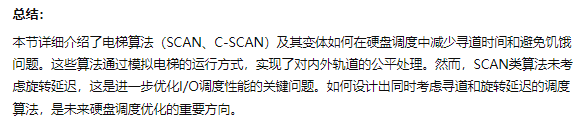 总结：
本节详细介绍了电梯算法（SCAN、C-SCAN）及其变体如何在硬盘调度中减少寻道时间和避免饥饿
问题。这些算法通过模拟电梯的运行方式，实现了对内外轨道的公平处理。然而，SCAN类算法未考
虑旋转延迟，这是进一步优化I/O调度性能的关键问题。如何设计出同时考虑寻道和旋转延迟的调度
算法，是未来硬盘调度优化的重要方向。